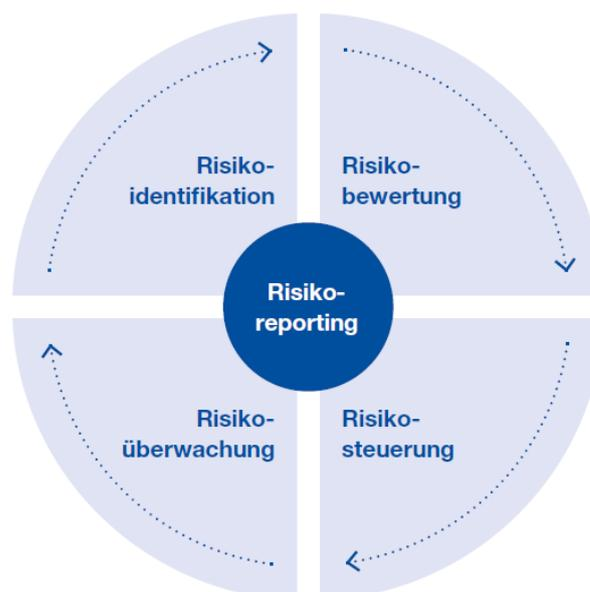 Risiko-
identifikation
Risiko-
bewertung
Risiko-
reporting
Risiko-
überwachung
Risiko-
steuerung